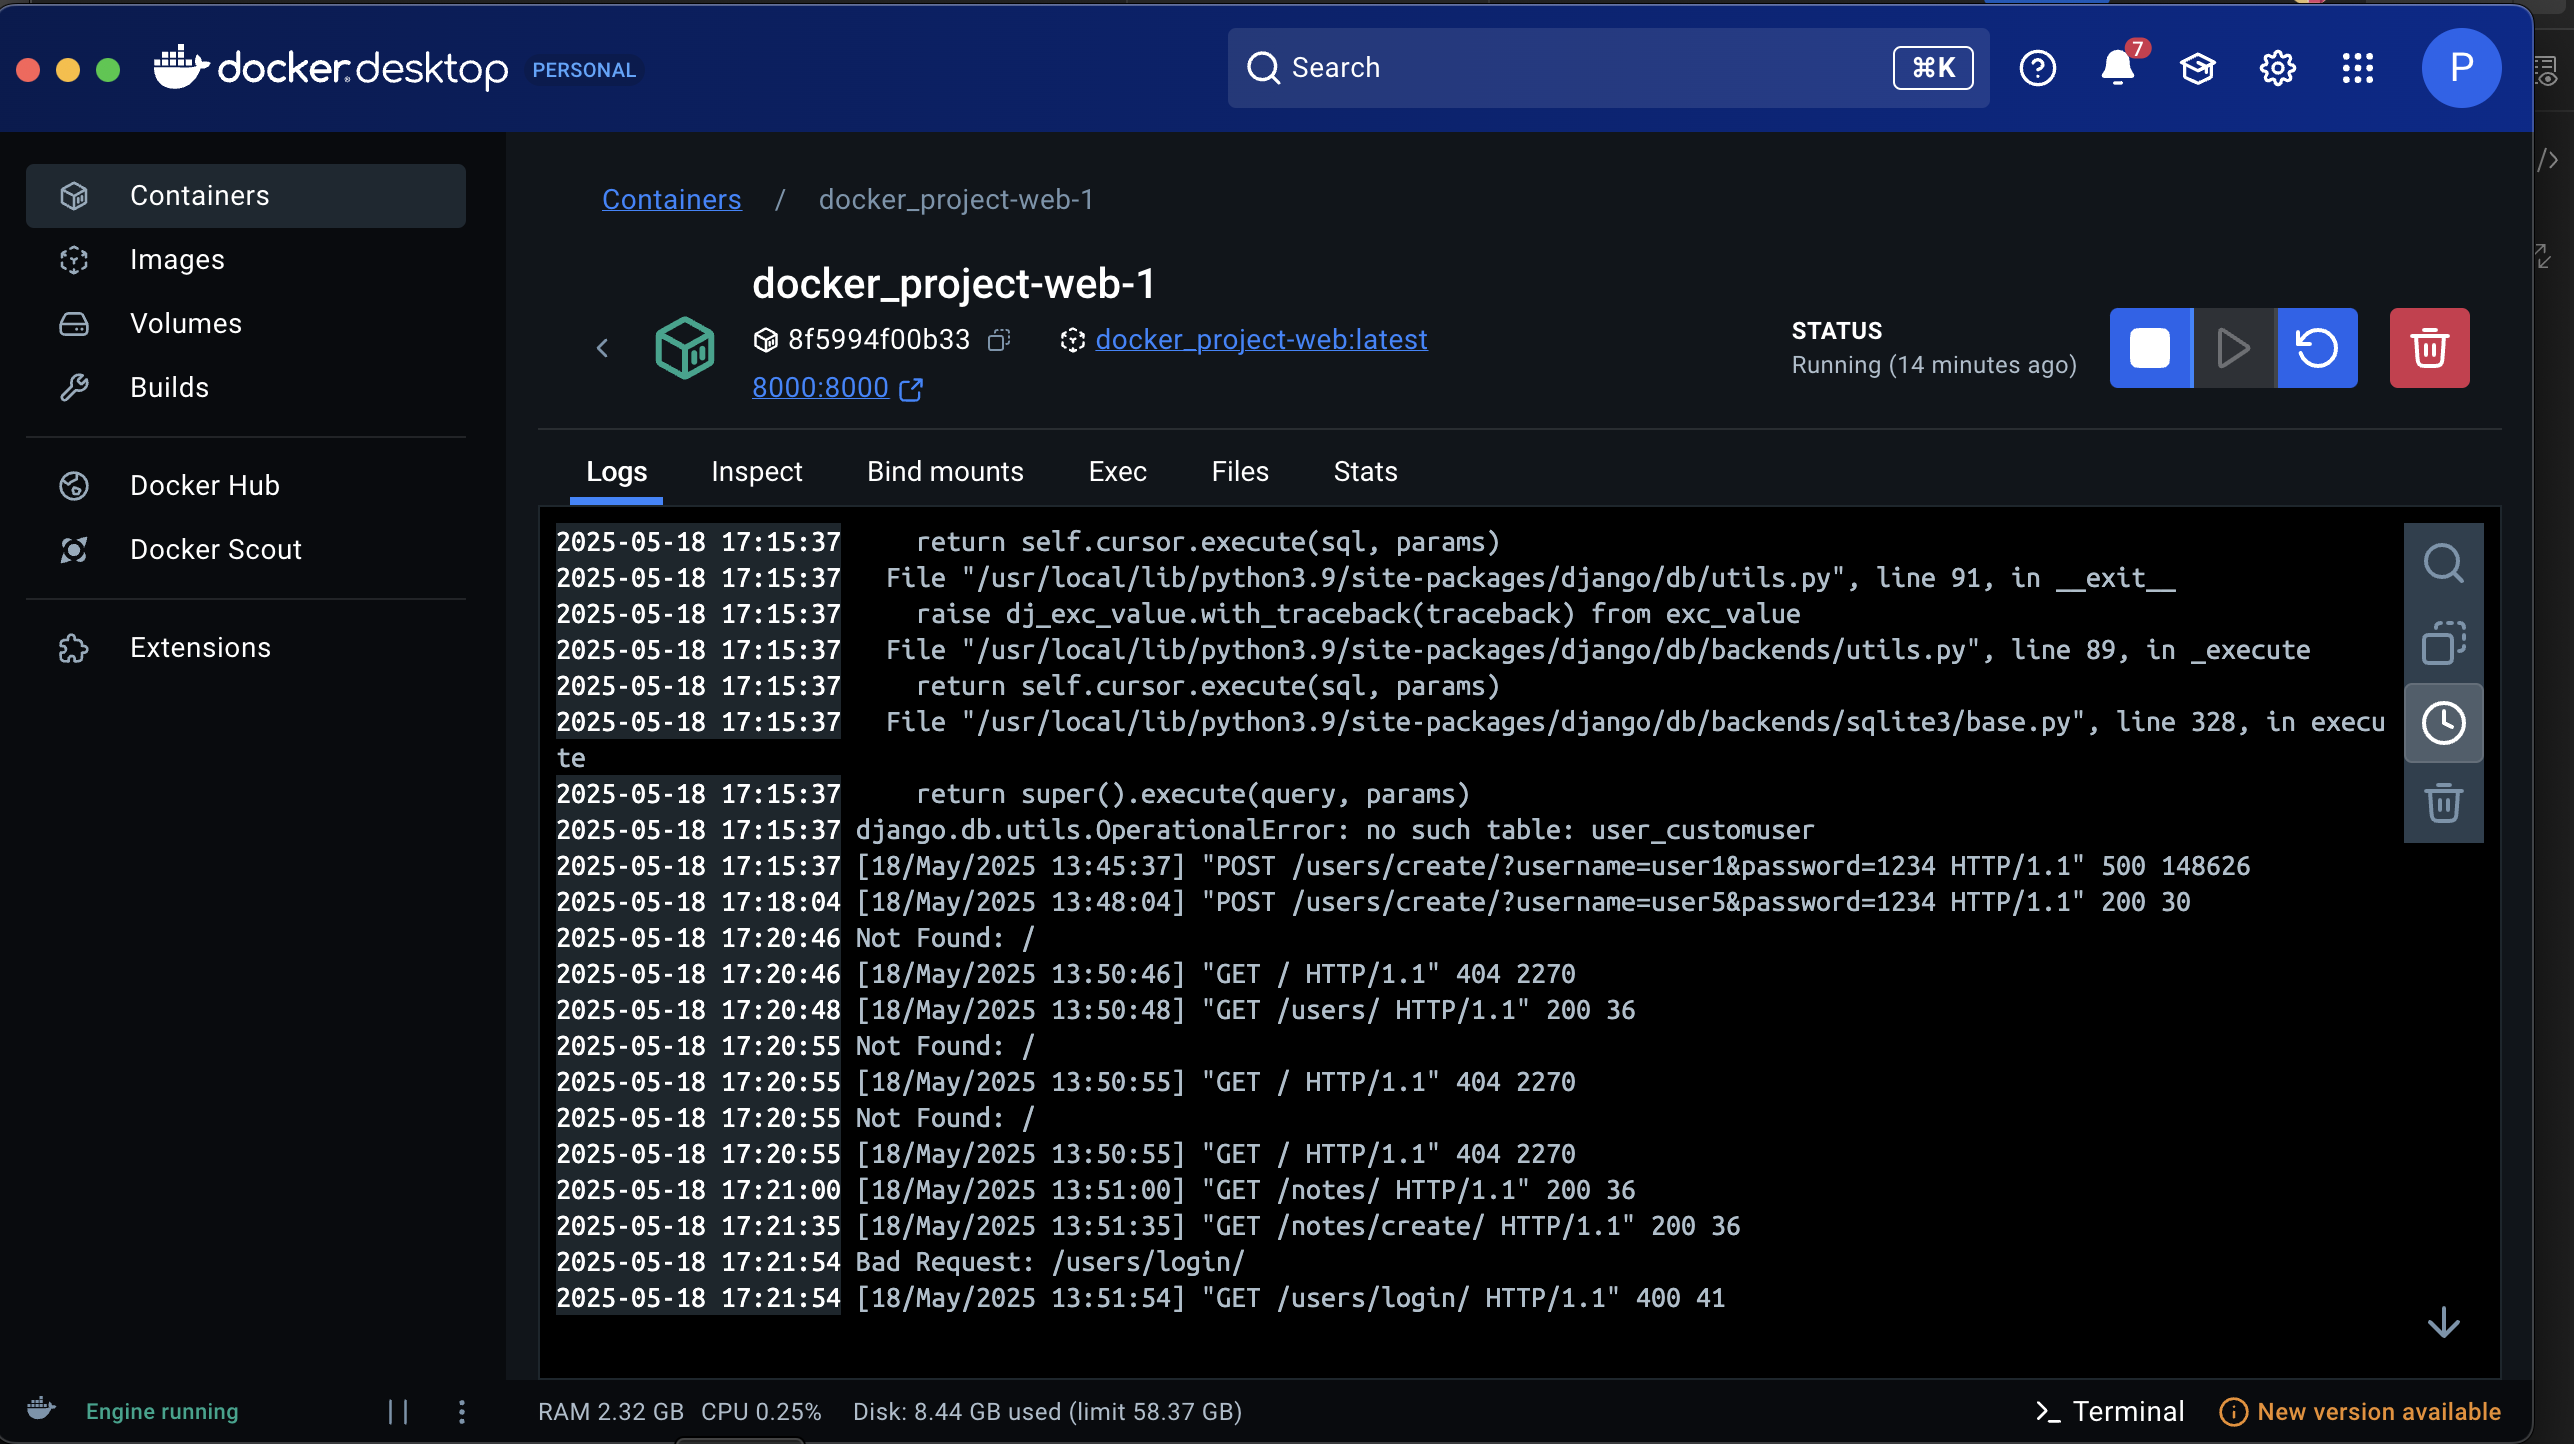 docker desktop PERSONAL
Search
⌘K
7
P
Containers
Images
Volumes
Builds
Docker Hub
Docker Scout
Extensions
Containers / docker_project-web-1
docker_project-web-1
8f5994f00b33
docker_project-web:latest
8000:8000
STATUS
Running (14 minutes ago)
Logs Inspect Bind mounts Exec Files Stats
2025-05-18 17:15:37     return self.cursor.execute(sql, params)
2025-05-18 17:15:37   File "/usr/local/lib/python3.9/site-packages/django/db/utils.py", line 91, in __exit__
2025-05-18 17:15:37     raise dj_exc_value.with_traceback(traceback) from exc_value
2025-05-18 17:15:37   File "/usr/local/lib/python3.9/site-packages/django/db/backends/utils.py", line 89, in _execute
2025-05-18 17:15:37     return self.cursor.execute(sql, params)
2025-05-18 17:15:37   File "/usr/local/lib/python3.9/site-packages/django/db/backends/sqlite3/base.py", line 328, in execu
te
2025-05-18 17:15:37     return super().execute(query, params)
2025-05-18 17:15:37 django.db.utils.OperationalError: no such table: user_customuser
2025-05-18 17:15:37 [18/May/2025 13:45:37] "POST /users/create/?username=user1&password=1234 HTTP/1.1" 500 148626
2025-05-18 17:18:04 [18/May/2025 13:48:04] "POST /users/create/?username=user5&password=1234 HTTP/1.1" 200 30
2025-05-18 17:20:46 Not Found: /
2025-05-18 17:20:46 [18/May/2025 13:50:46] "GET / HTTP/1.1" 404 2270
2025-05-18 17:20:48 [18/May/2025 13:50:48] "GET /users/ HTTP/1.1" 200 36
2025-05-18 17:20:55 Not Found: /
2025-05-18 17:20:55 [18/May/2025 13:50:55] "GET / HTTP/1.1" 404 2270
2025-05-18 17:20:55 Not Found: /
2025-05-18 17:20:55 [18/May/2025 13:50:55] "GET / HTTP/1.1" 404 2270
2025-05-18 17:21:00 [18/May/2025 13:51:00] "GET /notes/ HTTP/1.1" 200 36
2025-05-18 17:21:35 [18/May/2025 13:51:35] "GET /notes/create/ HTTP/1.1" 200 36
2025-05-18 17:21:54 Bad Request: /users/login/
2025-05-18 17:21:54 [18/May/2025 13:51:54] "GET /users/login/ HTTP/1.1" 400 41
Engine running
RAM 2.32 GB CPU 0.25% Disk: 8.44 GB used (limit 58.37 GB)
Terminal
New version available